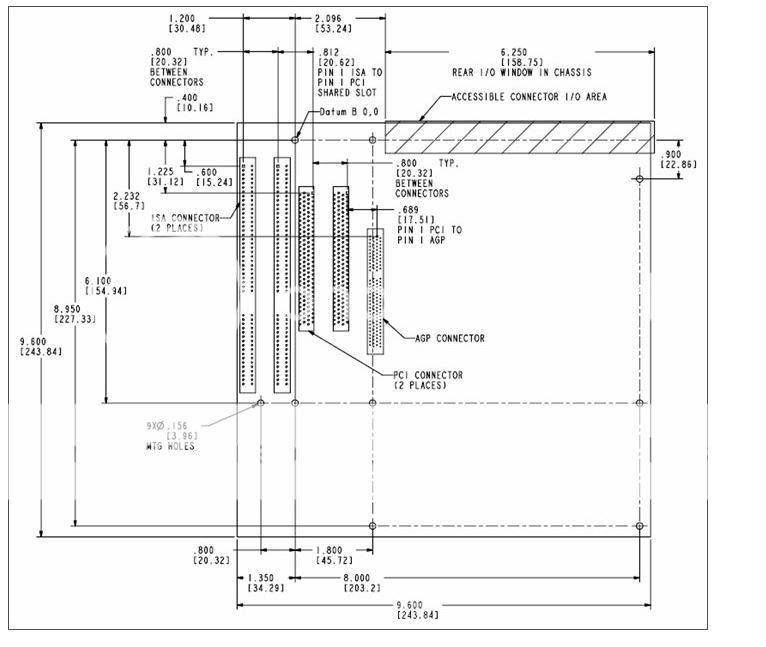 1.200
[30.48]
2.096
[53.24]
.800 TYP.
[20.32]
BETWEEN
CONNECTORS
.812
[20.62]
PIN 1 ISA TO
PIN 1 PCI
SHARED SLOT
6.250
[158.75]
REAR I/O WINDOW IN CHASSIS
ACCESSIBLE CONNECTOR I/O AREA
.400
[10.16]
Datum B 0,0
.900
[22.86]
1.225
[31.12]
.600
[15.24]
.800 TYP.
[20.32]
BETWEEN
CONNECTORS
2.232
[56.7]
ISA CONNECTOR
(2 PLACES)
.689
[17.51]
PIN 1 PCI TO
PIN 1 AGP
6.100
[154.94]
8.950
[227.33]
9.600
[243.84]
AGP CONNECTOR
PCI CONNECTOR
(2 PLACES)
9XØ.156
[3.96]
MTG HOLES
.800
[20.32]
1.800
[45.72]
1.350
[34.29]
8.000
[203.2]
9.600
[243.84]